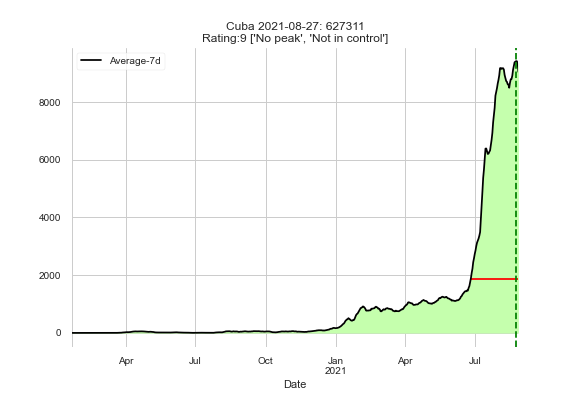 Cuba 2021-08-27: 627311
Rating:9 ['No peak', 'Not in control']
Average-7d
8000
6000
4000
2000
0
Apr Jul Oct Jan Apr Jul
2021
Date